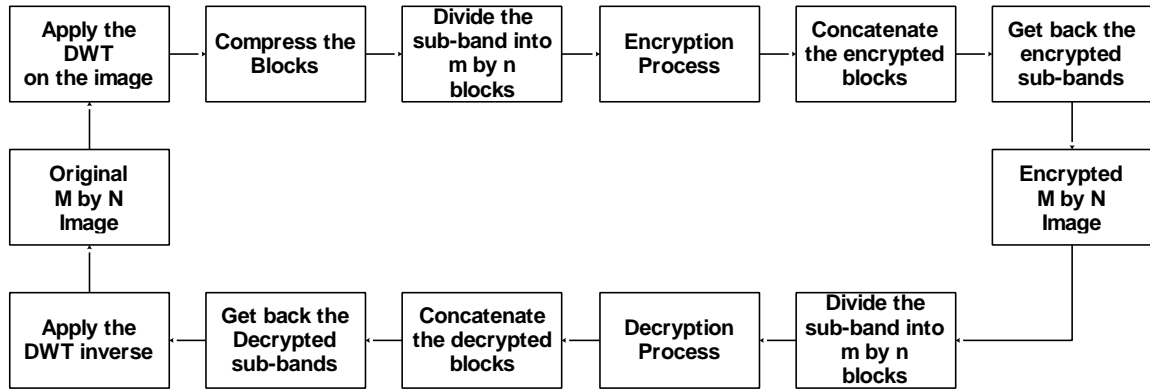 Apply the
DWT
on the image
Compress the
Blocks
Divide the
sub-band into
m by n
blocks
Encryption
Process
Concatenate
the encrypted
blocks
Get back the
encrypted
sub-bands
Original
M by N
Image
Encrypted
M by N
Image
Apply the
DWT inverse
Get back the
Decrypted
sub-bands
Concatenate
the decrypted
blocks
Decryption
Process
Divide the
sub-band into
m by n
blocks